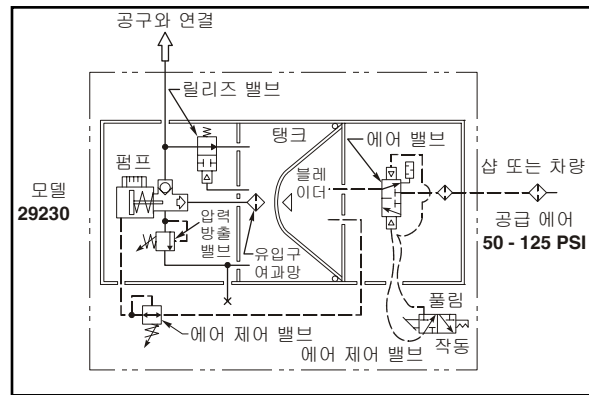 공구와 연결
릴리즈 밸브
탱크
에어 밸브
펌프
블레
이더
샵 또는 차량
모델
29230
압력
방출
밸브
유입구
여과망
공급 에어
50 - 125 PSI
풀림
에어 제어 밸브
에어 제어 밸브
작동